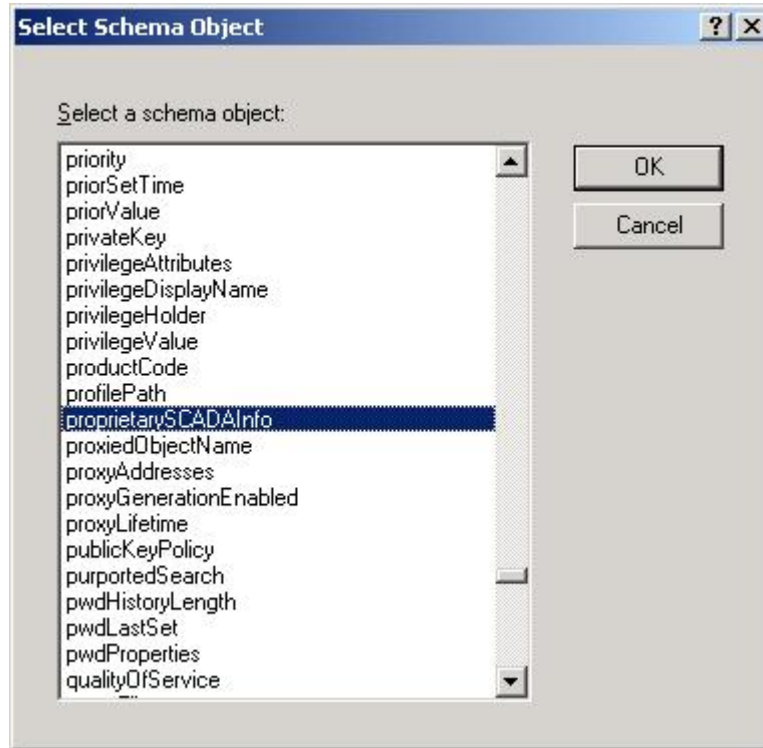 Select Schema Object
Select a schema object:
priority
priorSetTime
priorValue
privateKey
privilegeAttributes
privilegeDisplayName
privilegeHolder
privilegeValue
productCode
profilePath
proprietarySCADAInfo
proxiedObjectName
proxyAddresses
proxyGenerationEnabled
proxyLifetime
publicKeyPolicy
purportedSearch
pwdHistoryLength
pwdLastSet
pwdProperties
qualityOfService
OK
Cancel